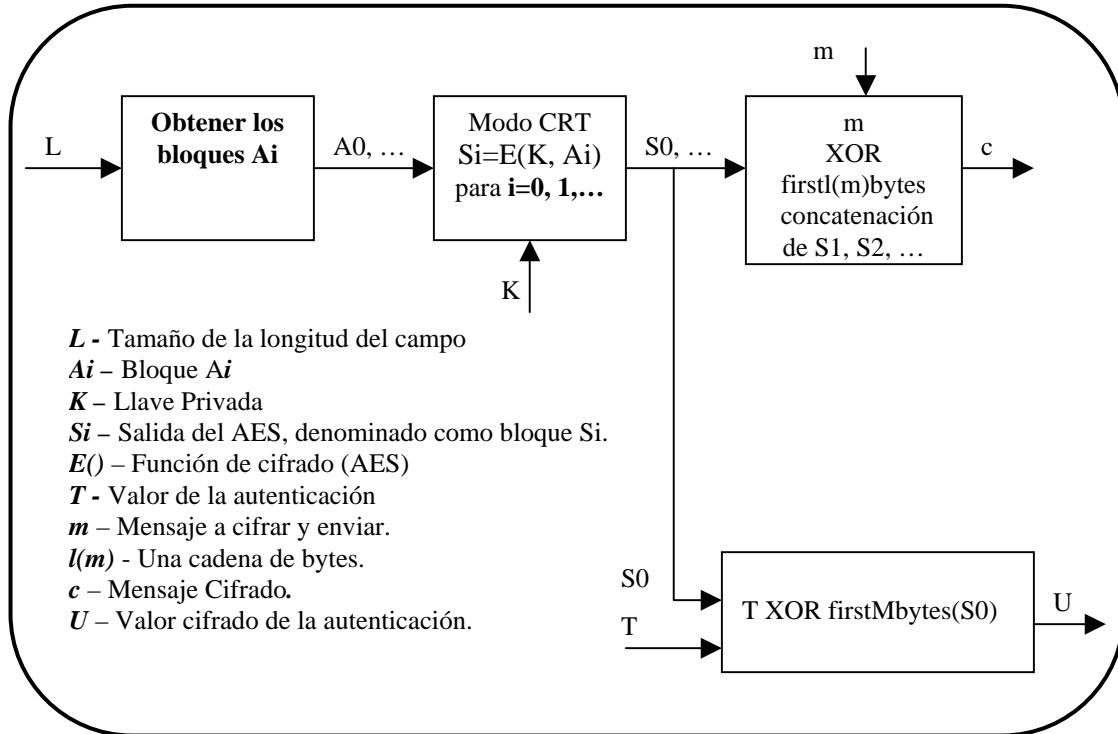 m
L
Obtener los
bloques Ai
A0, …
Modo CRT
Si=E(K, Ai)
para i=0, 1,…
S0, …
m
XOR
firstl(m)bytes
concatenación
de S1, S2, …
c
K
L - Tamaño de la longitud del campo
Ai – Bloque Ai
K – Llave Privada
Si – Salida del AES, denominado como bloque Si.
E() – Función de cifrado (AES)
T - Valor de la autenticación
m – Mensaje a cifrar y enviar.
l(m) - Una cadena de bytes.
c – Mensaje Cifrado.
U – Valor cifrado de la autenticación.
S0
T
T XOR firstMbytes(S0)
U